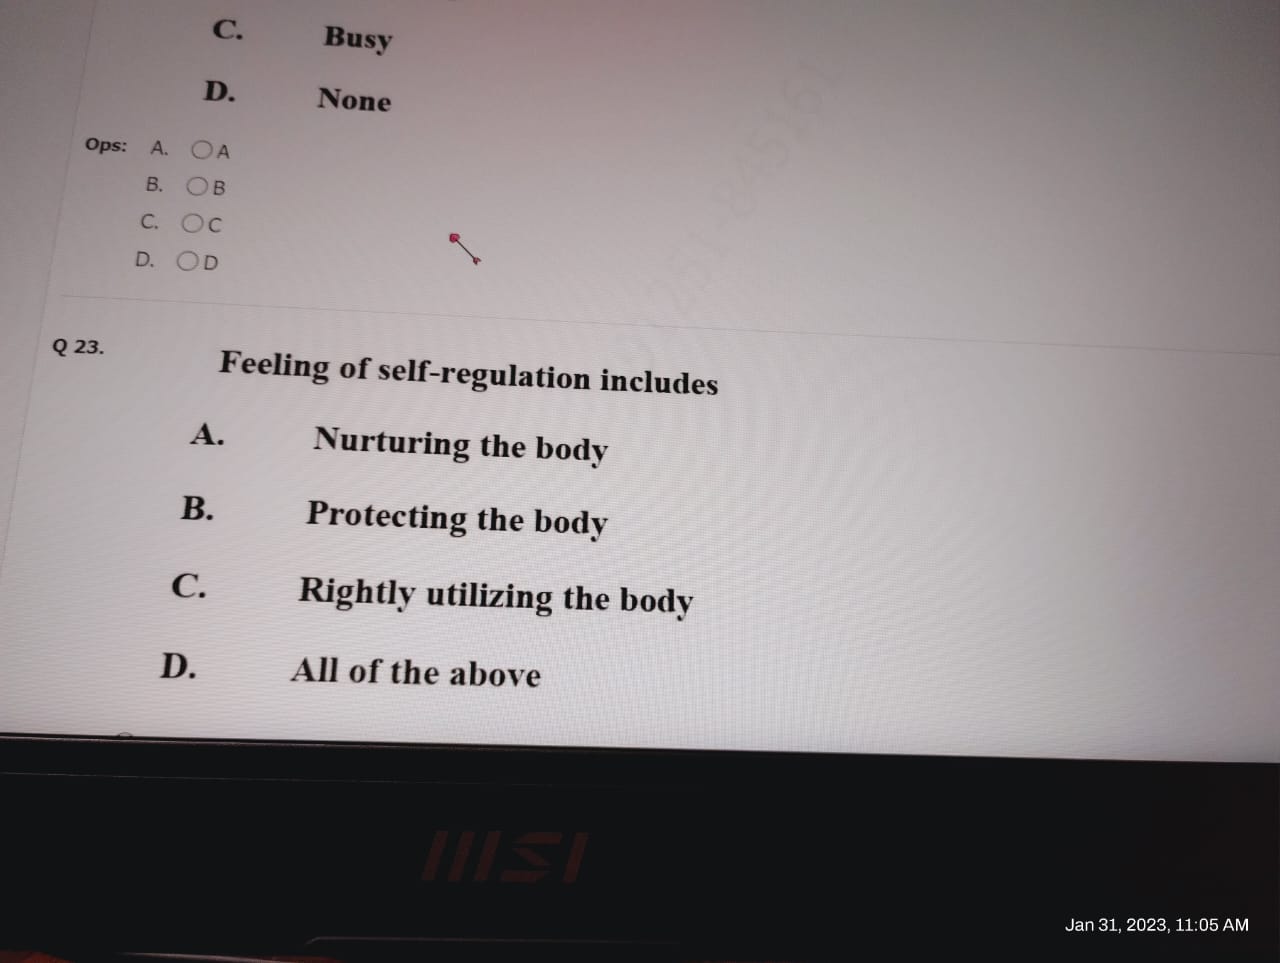 C. Busy
D. None
Ops: A. A
B. B
C. C
D. D
Q 23. Feeling of self-regulation includes
A. Nurturing the body
B. Protecting the body
C. Rightly utilizing the body
D. All of the above
msi
Jan 31, 2023, 11:05 AM